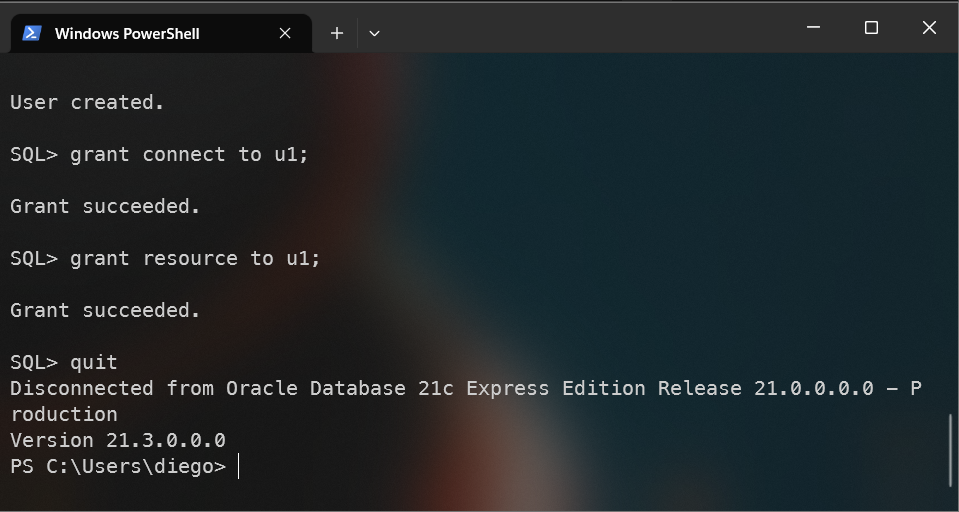 Windows PowerShell
User created.
SQL> grant connect to u1;
Grant succeeded.
SQL> grant resource to u1;
Grant succeeded.
SQL> quit
Disconnected from Oracle Database 21c Express Edition Release 21.0.0.0.0 – P
roduction
Version 21.3.0.0.0
PS C:\Users\diego>